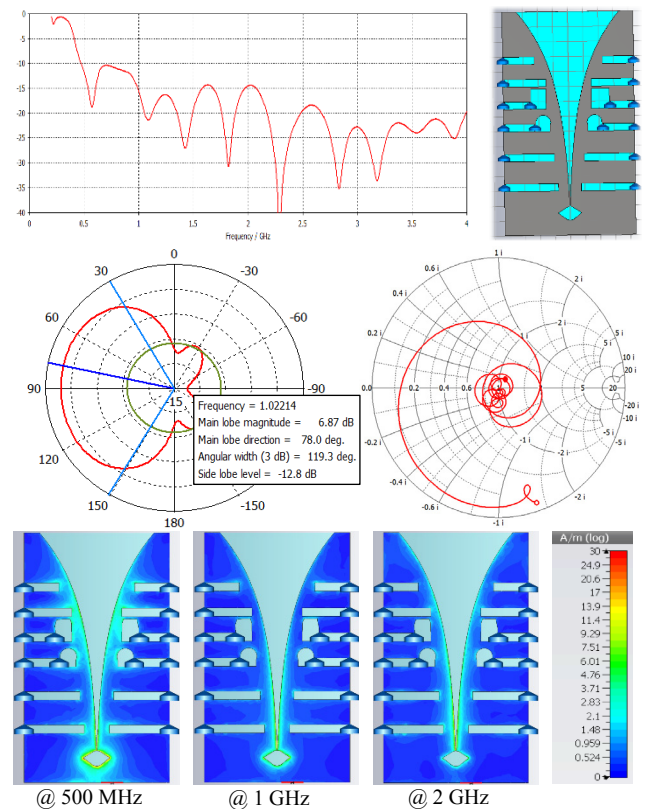 0
-5
-10
-15
-20
-25
-30
-35
-40
0
0.5
1
1.5
2
2.5
3
3.5
4
Frequency / GHz
0
30
-30
60
-60
90
-90
120
-120
150
-150
180
-15
Frequency = 1.02214
Main lobe magnitude = 6.87 dB
Main lobe direction = 78.0 deg.
Angular width (3 dB) = 119.3 deg.
Side lobe level = -12.8 dB
1 i
0.6 i
0.4 i
0.2 i
2 i
5 i
10 i
20 i
0.0
0.2
1.0
5
20
-20 i
-10 i
-5 i
-2 i
-0.2 i
-0.4 i
-0.6 i
-1 i
A/m (log)
30
24.9
20.6
17
13.9
11.4
9.29
7.51
6.01
4.76
3.71
2.83
2.1
1.48
0.959
0.524
0
@ 500 MHz
@ 1 GHz
@ 2 GHz